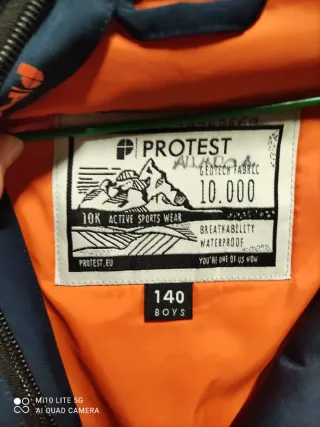 PROTEST
GEOTECH FABRIC
10.000
10K ACTIVE SPORTS WEAR
BREATHABILITY
WATERPROOF
PROTEST.EU
YOU'RE ONE OF US NOW
140
BOYS
MI10 LITE 5G
AI QUAD CAMERA